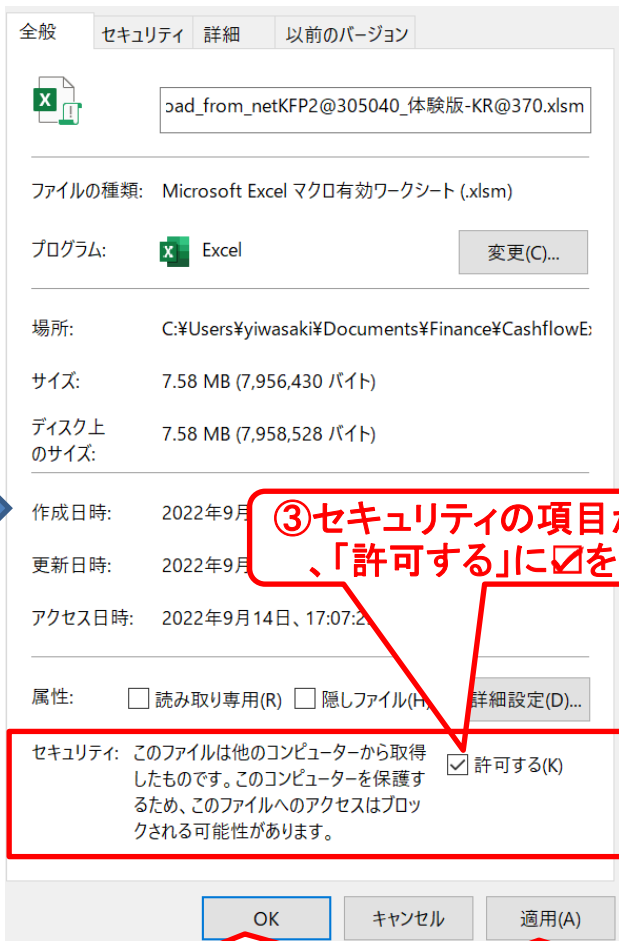 全般 セキュリティ 詳細 以前のバージョン
oad_from_netKFP2@305040_体験版-KR@370.xlsm
ファイルの種類: Microsoft Excel マクロ有効ワークシート (.xlsm)
プログラム: Excel 変更(C)...
場所: C:¥Users¥yiwasaki¥Documents¥Finance¥CashflowE
サイズ: 7.58 MB (7,956,430 バイト)
ディスク上
のサイズ: 7.58 MB (7,958,528 バイト)
作成日時: 2022年9月
③セキュリティの項目
、「許可する」に☑を
更新日時: 2022年9月
アクセス日時: 2022年9月14日、17:07:2
属性: 読み取り専用(R) 隠しファイル(H) 詳細設定(D)...
セキュリティ: このファイルは他のコンピューターから取得
したものです。このコンピューターを保護す
るため、このファイルへのアクセスはブロッ
クされる可能性があります。
許可する(K)
OK キャンセル 適用(A)